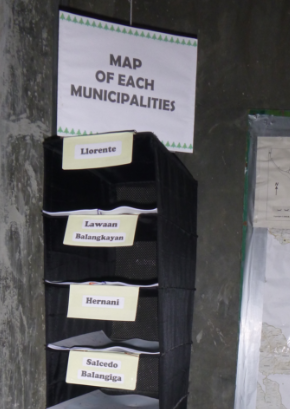 MAP
OF EACH
MUNICIPALITIES
Llorente
Lawaan
Balangkayan
Hernani
Salcedo
Balangiga